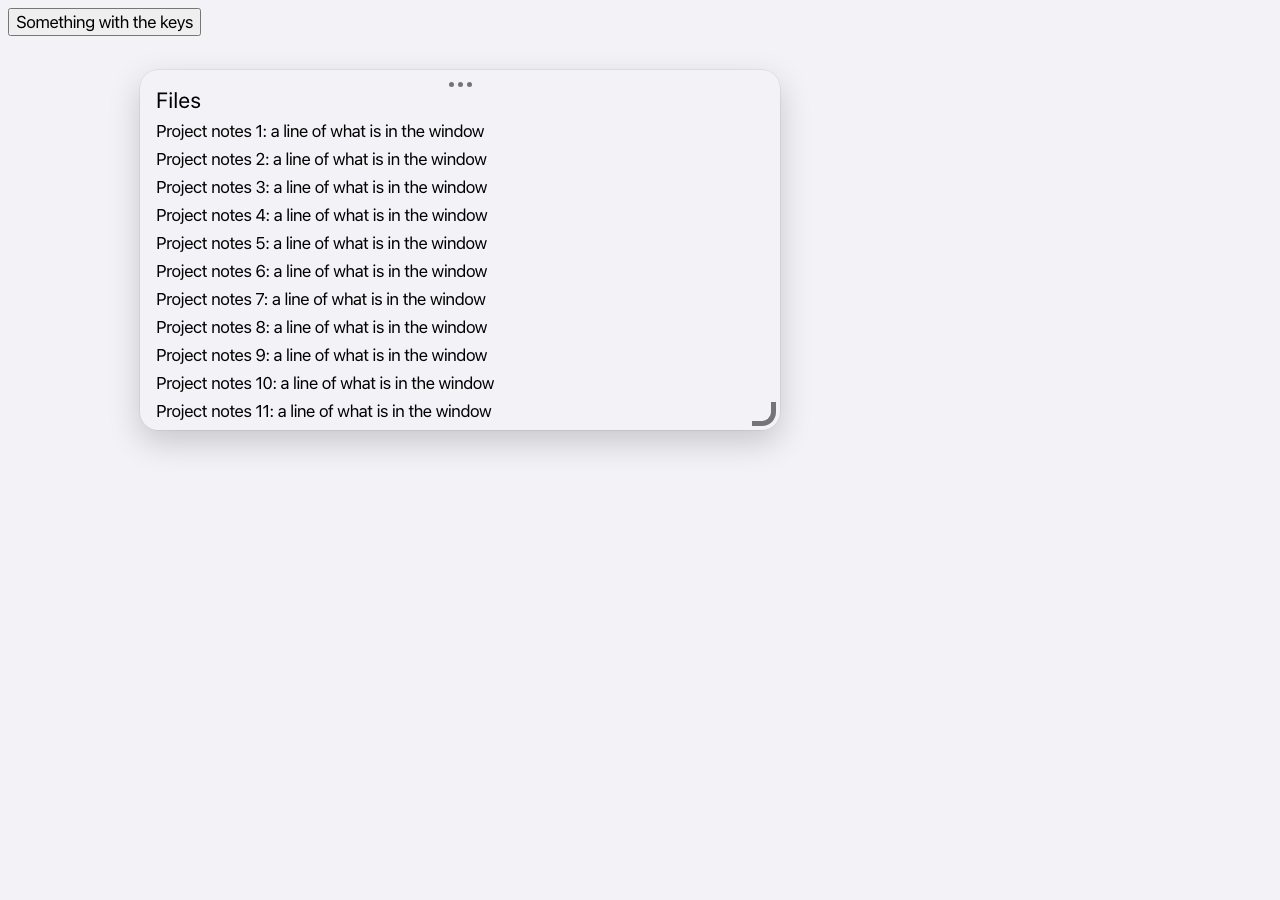 Something with the keys
Files
Project notes 1: a line of what is in the window
Project notes 2: a line of what is in the window
Project notes 3: a line of what is in the window
Project notes 4: a line of what is in the window
Project notes 5: a line of what is in the window
Project notes 6: a line of what is in the window
Project notes 7: a line of what is in the window
Project notes 8: a line of what is in the window
Project notes 9: a line of what is in the window
Project notes 10: a line of what is in the window
Project notes 11: a line of what is in the window